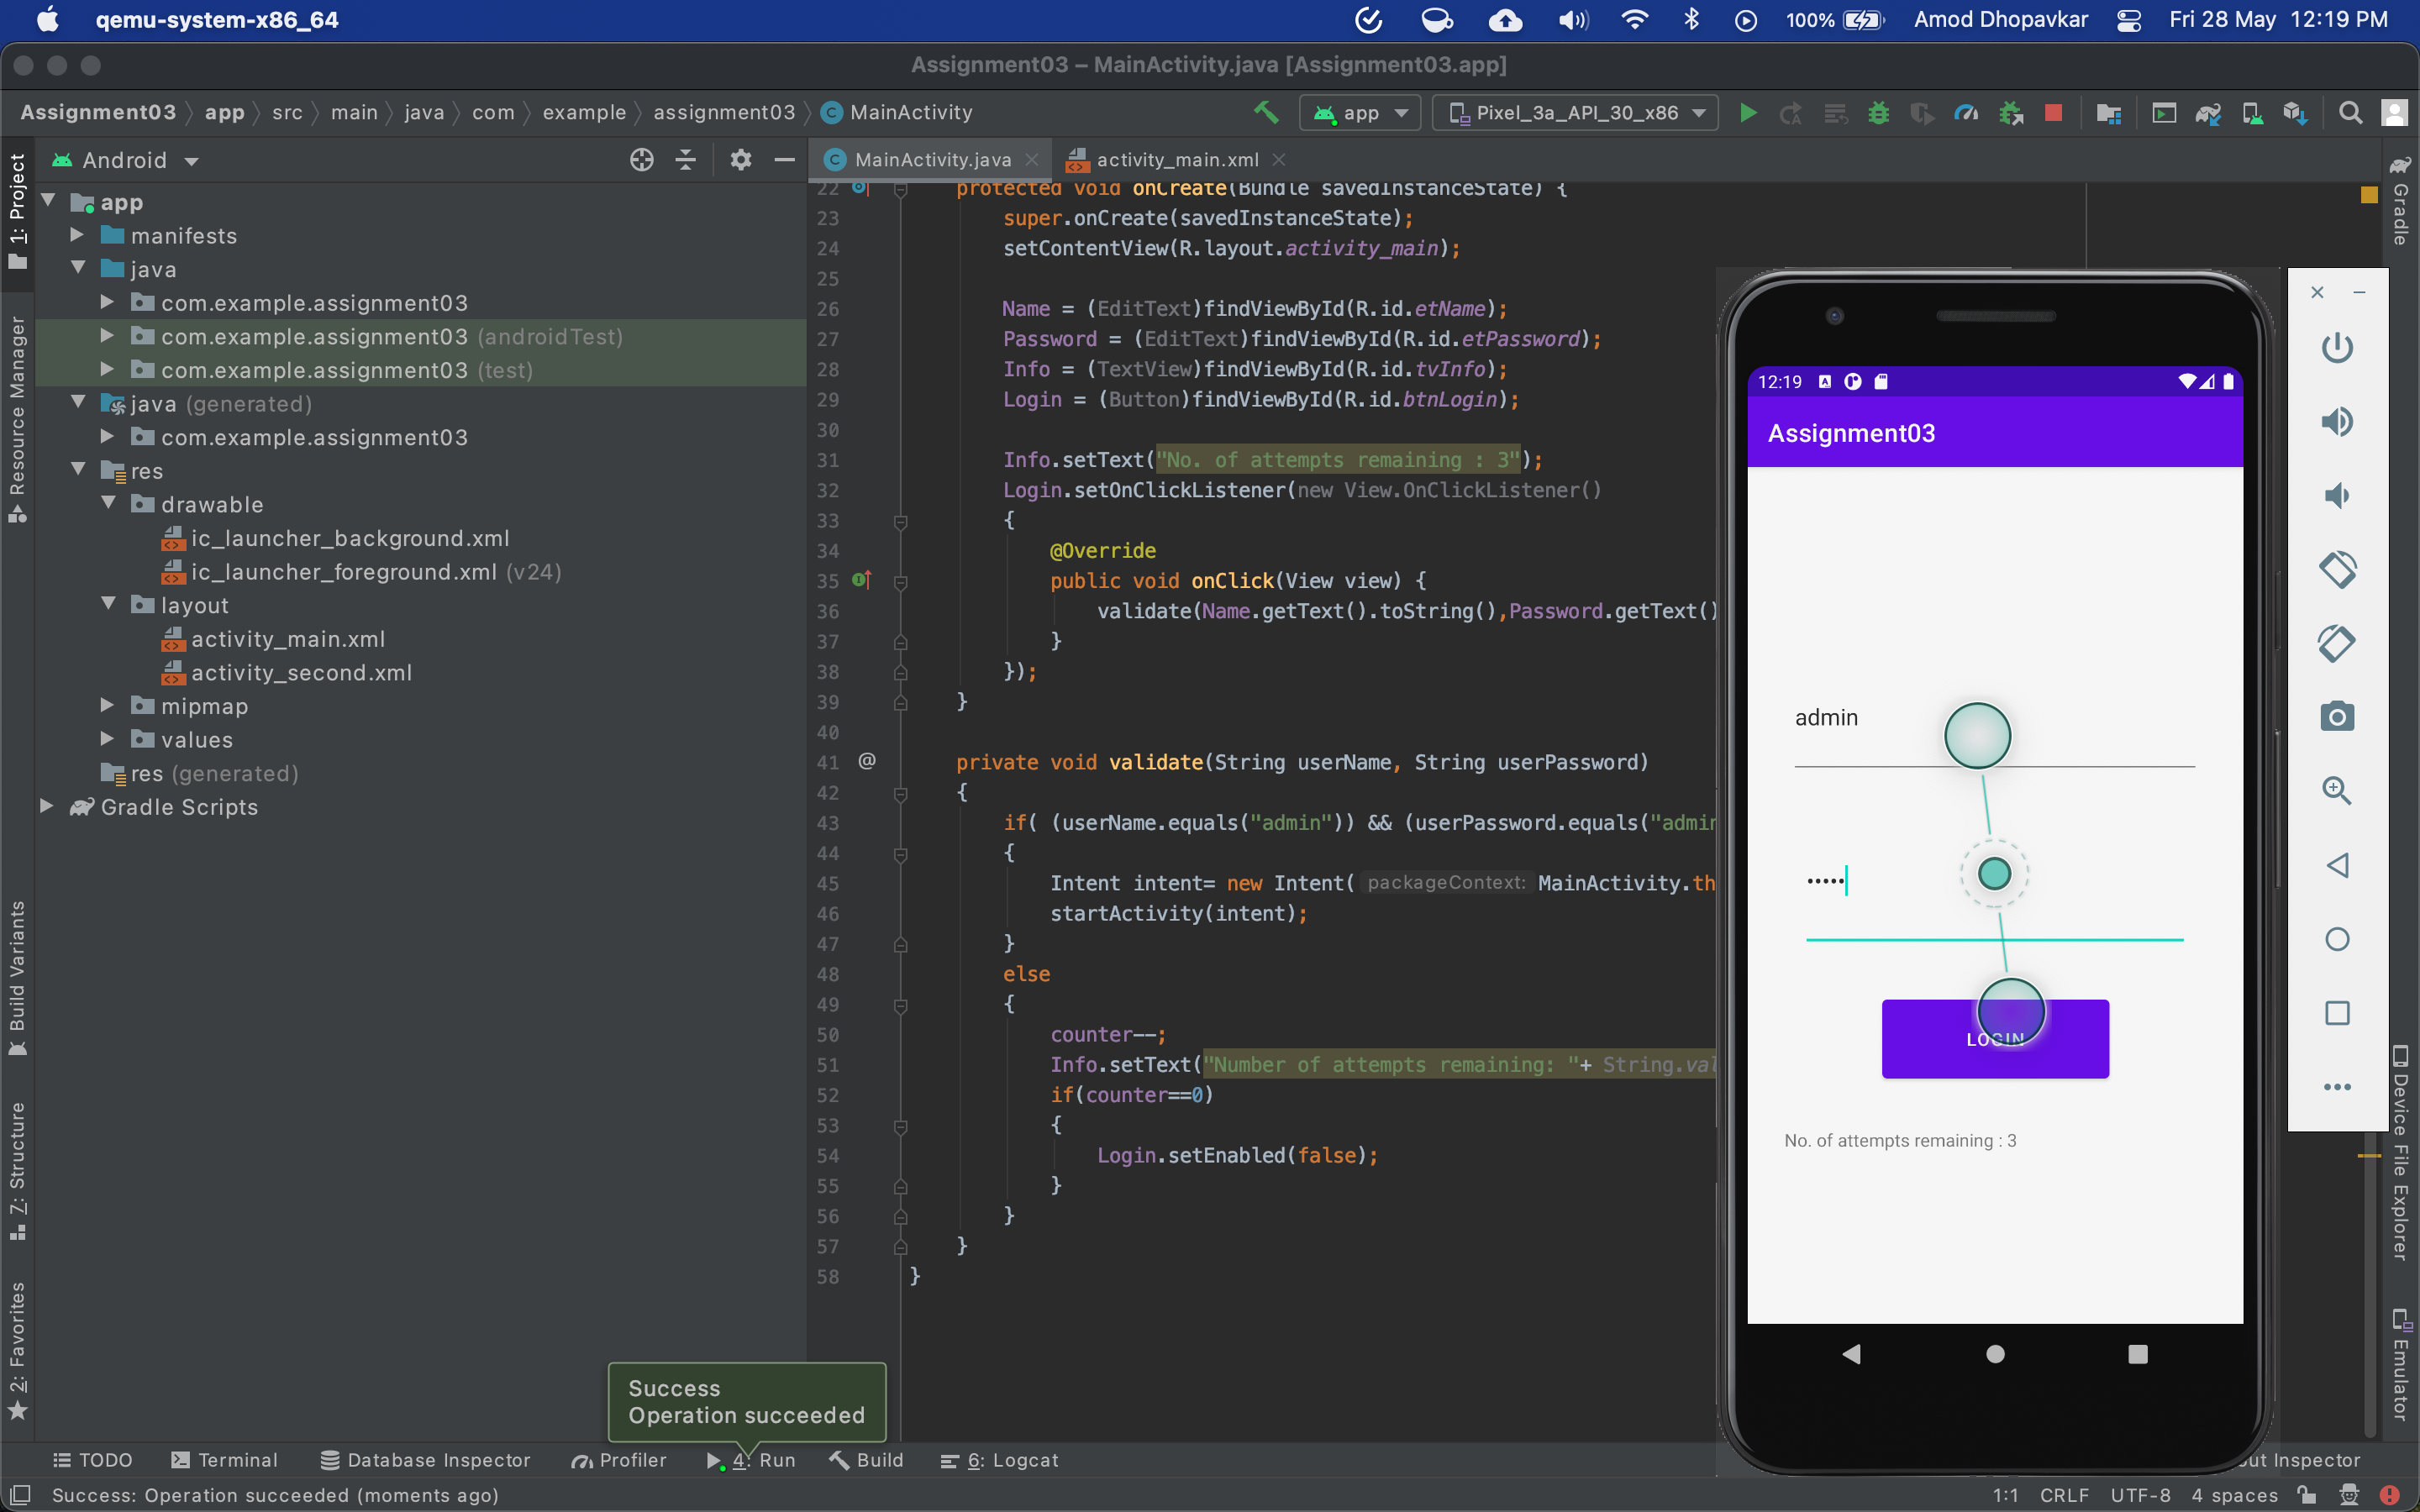 qemu-system-x86_64
100%
Amod Dhopavkar
Fri 28 May 12:19 PM
Assignment03 – MainActivity.java [Assignment03.app]
Assignment03 app src main java com example assignment03 MainActivity
app
Pixel_3a_API_30_x86
1: Project
Resource Manager
Build Variants
7: Structure
2: Favorites
Android
app
manifests
java
com.example.assignment03
com.example.assignment03 (androidTest)
com.example.assignment03 (test)
java (generated)
com.example.assignment03
res
drawable
ic_launcher_background.xml
ic_launcher_foreground.xml (v24)
layout
activity_main.xml
activity_second.xml
mipmap
values
res (generated)
Gradle Scripts
MainActivity.java
activity_main.xml
22 protected void onCreate(Bundle savedInstanceState) {
23 super.onCreate(savedInstanceState);
24 setContentView(R.layout.activity_main);
25
26 Name = (EditText)findViewById(R.id.etName);
27 Password = (EditText)findViewById(R.id.etPassword);
28 Info = (TextView)findViewById(R.id.tvInfo);
29 Login = (Button)findViewById(R.id.btnLogin);
30
31 Info.setText("No. of attempts remaining : 3");
32 Login.setOnClickListener(new View.OnClickListener()
33 {
34 @Override
35 public void onClick(View view) {
36 validate(Name.getText().toString(),Password.getText()
37 }
38 });
39 }
40
41 @ private void validate(String userName, String userPassword)
42 {
43 if( (userName.equals("admin")) && (userPassword.equals("admin
44 {
45 Intent intent= new Intent( packageContext: MainActivity.th
46 startActivity(intent);
47 }
48 else
49 {
50 counter--;
51 Info.setText("Number of attempts remaining: "+ String.val
52 if(counter==0)
53 {
54 Login.setEnabled(false);
55 }
56 }
57 }
58 }
12:19
Assignment03
admin
•••••
LOGIN
No. of attempts remaining : 3
Gradle
Device File Explorer
Emulator
Success
Operation succeeded
TODO
Terminal
Database Inspector
Profiler
4: Run
Build
6: Logcat
out Inspector
Success: Operation succeeded (moments ago)
1:1 CRLF UTF-8 4 spaces